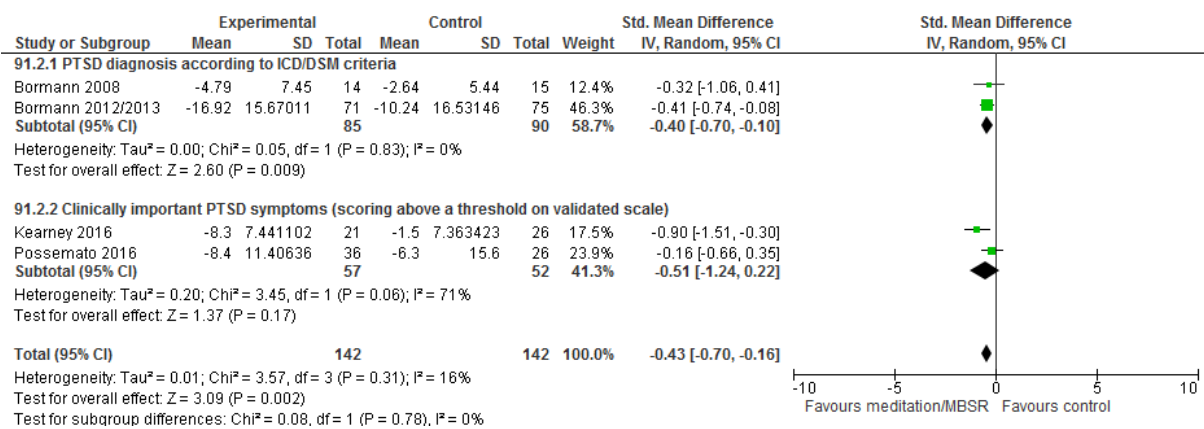 Experimental Control Std. Mean Difference Std. Mean Difference
Study or Subgroup Mean SD Total Mean SD Total Weight IV, Random, 95% CI IV, Random, 95% CI
91.2.1 PTSD diagnosis according to ICD/DSM criteria
Bormann 2008 -4.79 7.45 14 -2.64 5.44 15 12.4% -0.32 [-1.06, 0.41]
Bormann 2012/2013 -16.92 15.67011 71 -10.24 16.53146 75 46.3% -0.41 [-0.74, -0.08]
Subtotal (95% CI) 85 90 58.7% -0.40 [-0.70, -0.10]
Heterogeneity: Tau² = 0.00; Chi² = 0.05, df = 1 (P = 0.83); I² = 0%
Test for overall effect: Z = 2.60 (P = 0.009)
91.2.2 Clinically important PTSD symptoms (scoring above a threshold on validated scale)
Kearney 2016 -8.3 7.441102 21 -1.5 7.363423 26 17.5% -0.90 [-1.51, -0.30]
Possemato 2016 -8.4 11.40636 36 -6.3 15.6 26 23.9% -0.16 [-0.66, 0.35]
Subtotal (95% CI) 57 52 41.3% -0.51 [-1.24, 0.22]
Heterogeneity: Tau² = 0.20; Chi² = 3.45, df = 1 (P = 0.06); I² = 71%
Test for overall effect: Z = 1.37 (P = 0.17)
Total (95% CI) 142 142 100.0% -0.43 [-0.70, -0.16]
Heterogeneity: Tau² = 0.01; Chi² = 3.57, df = 3 (P = 0.31); I² = 16%
Test for overall effect: Z = 3.09 (P = 0.002)
Test for subgroup differences: Chi² = 0.08, df = 1 (P = 0.78), I² = 0%
-10 -5 0 5 10
Favours meditation/MBSR Favours control